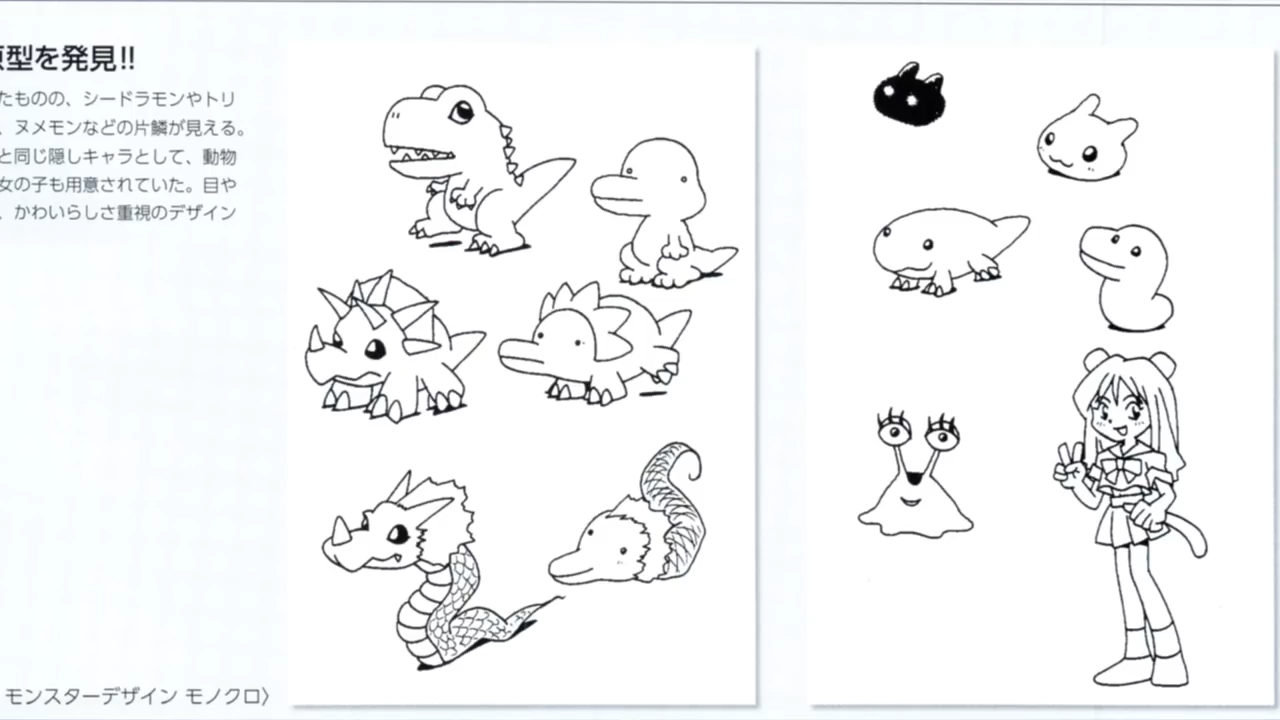 型を発見!!
たものの、シードラモンやトリ
、ヌメモンなどの片鱗が見える。
と同じ隠しキャラとして、動物
女の子も用意されていた。目や
、かわいらしさ重視のデザイン
モンスターデザイン モノクロ〉